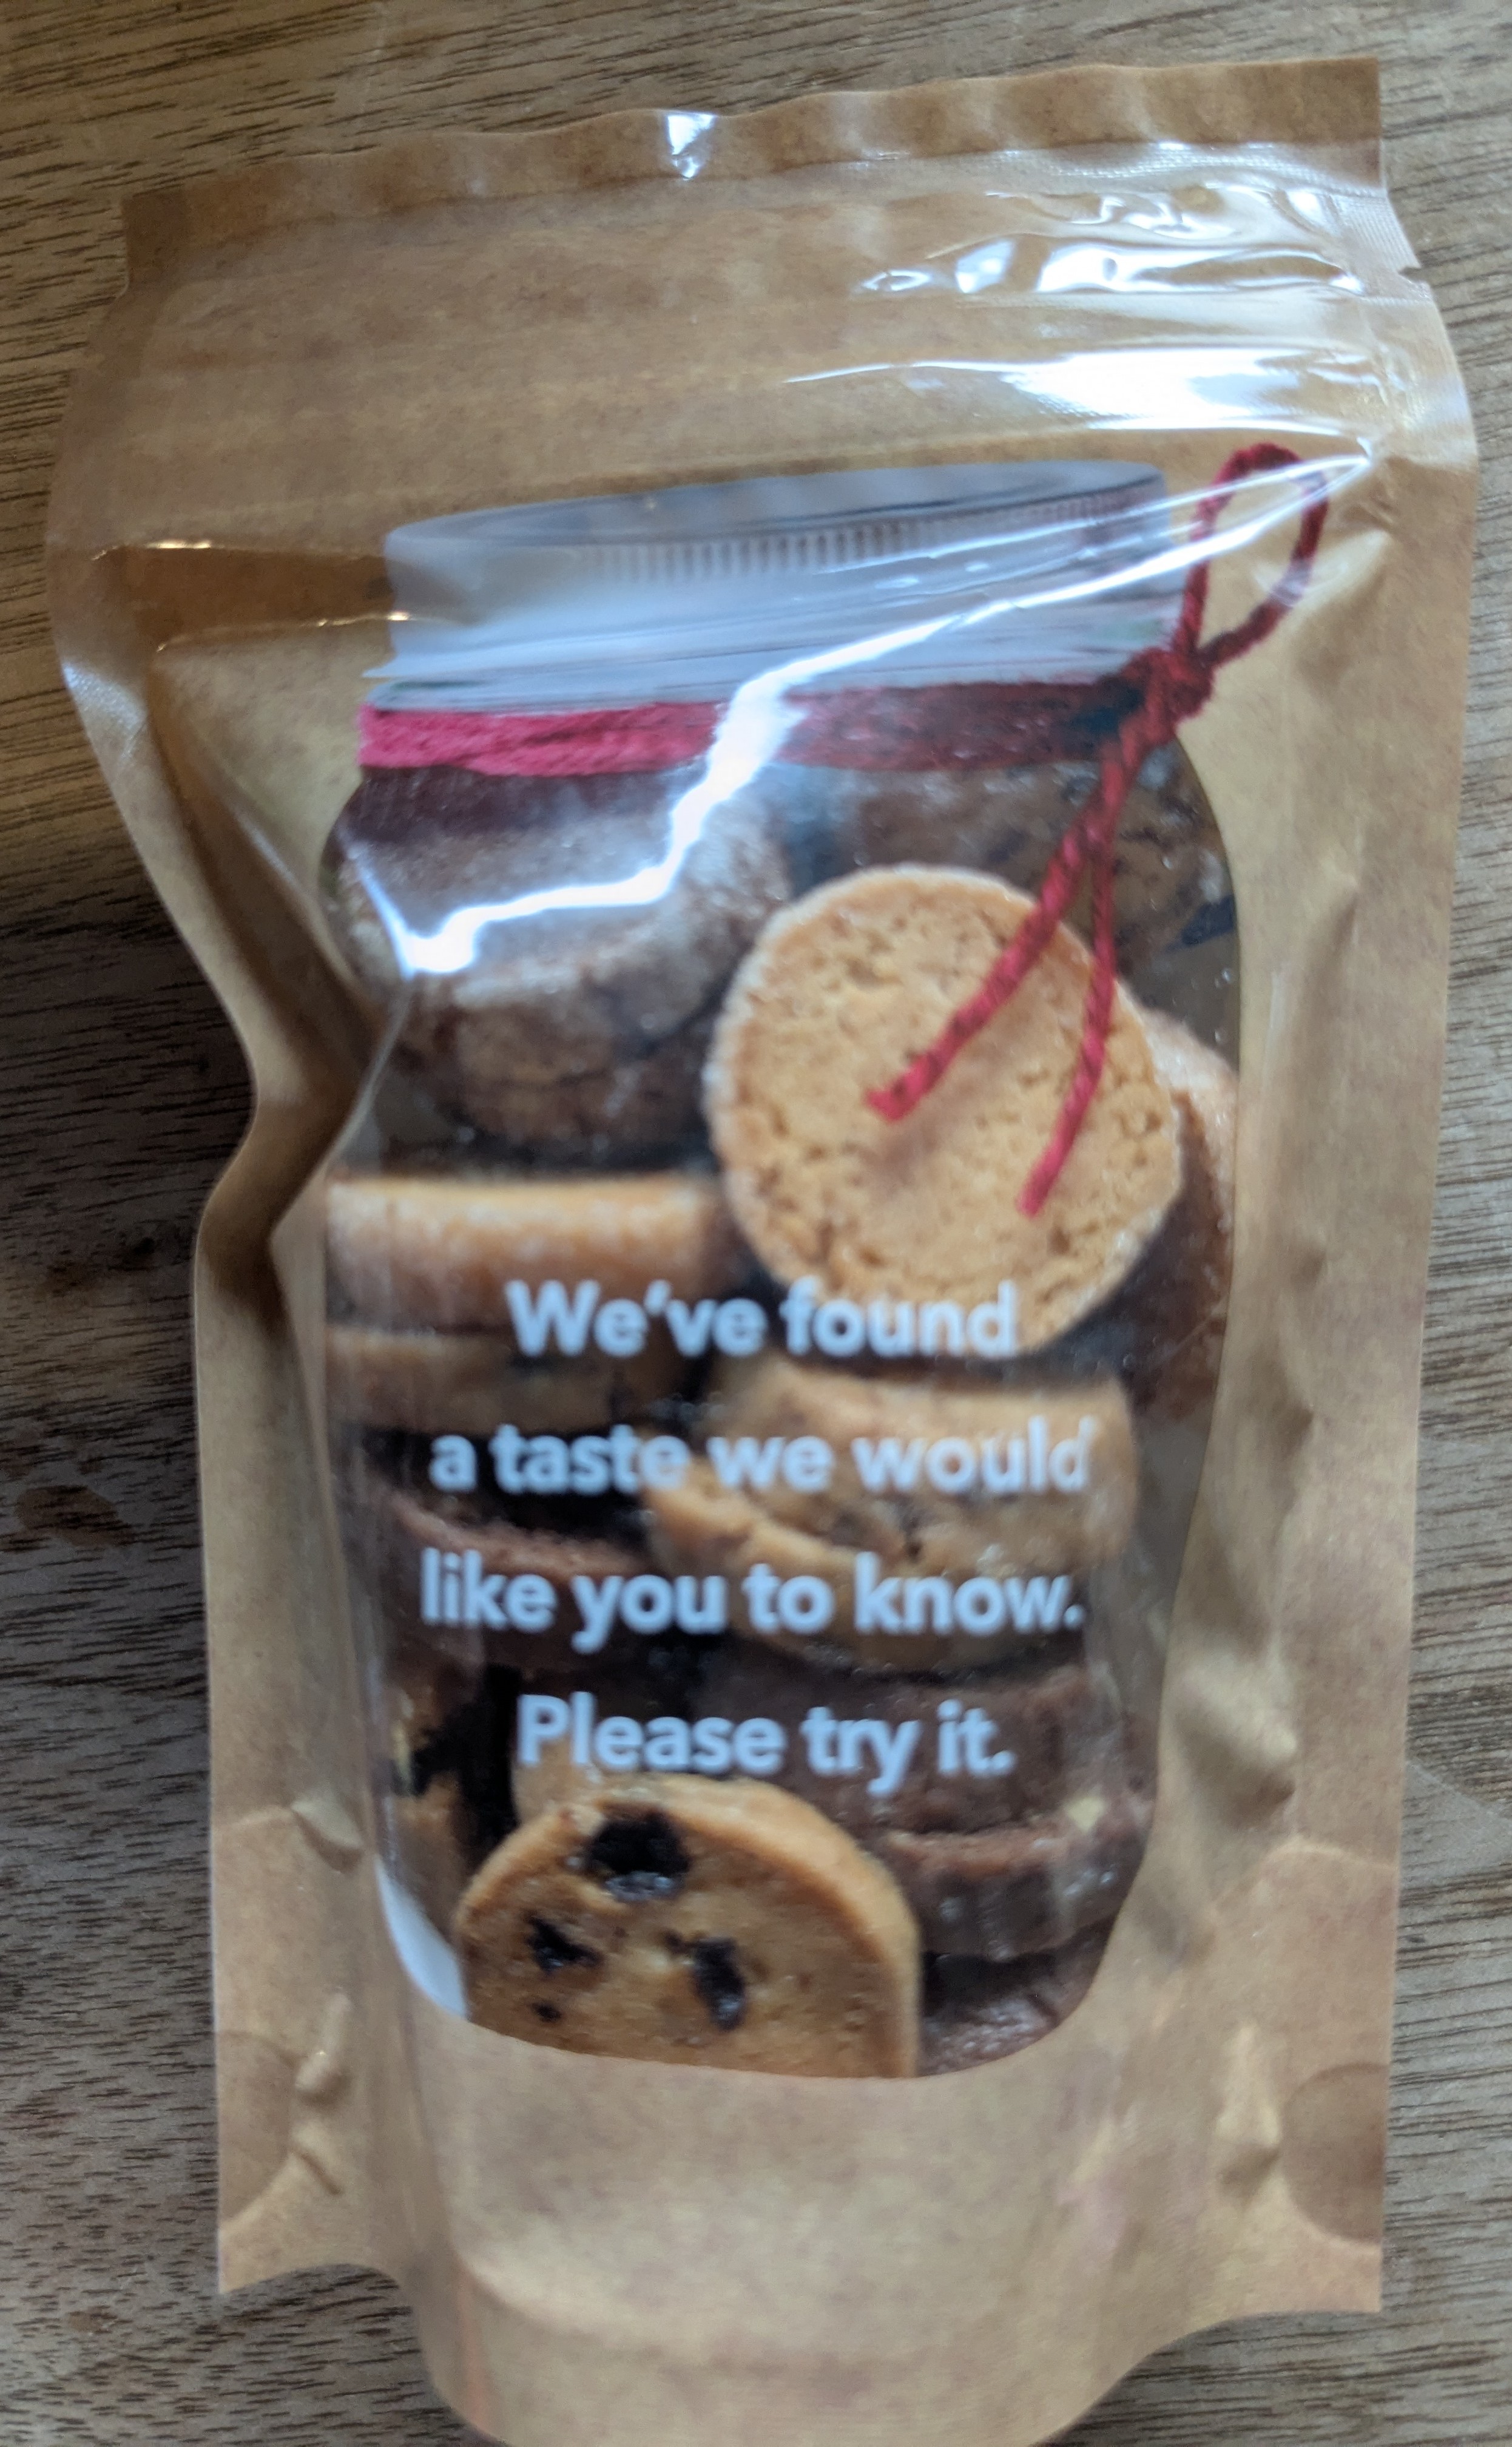 We've found
a taste we would
like you to know.
Please try it.